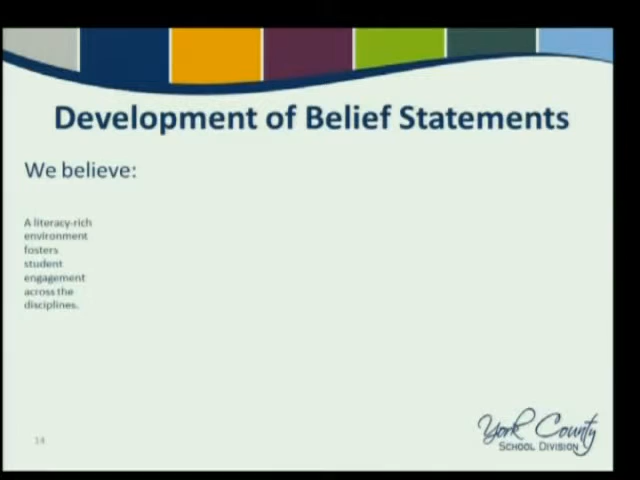 Development of Belief Statements
We believe:
A literacy-rich
environment
fosters
student
engagement
across the
disciplines.
14
York County
SCHOOL DIVISION